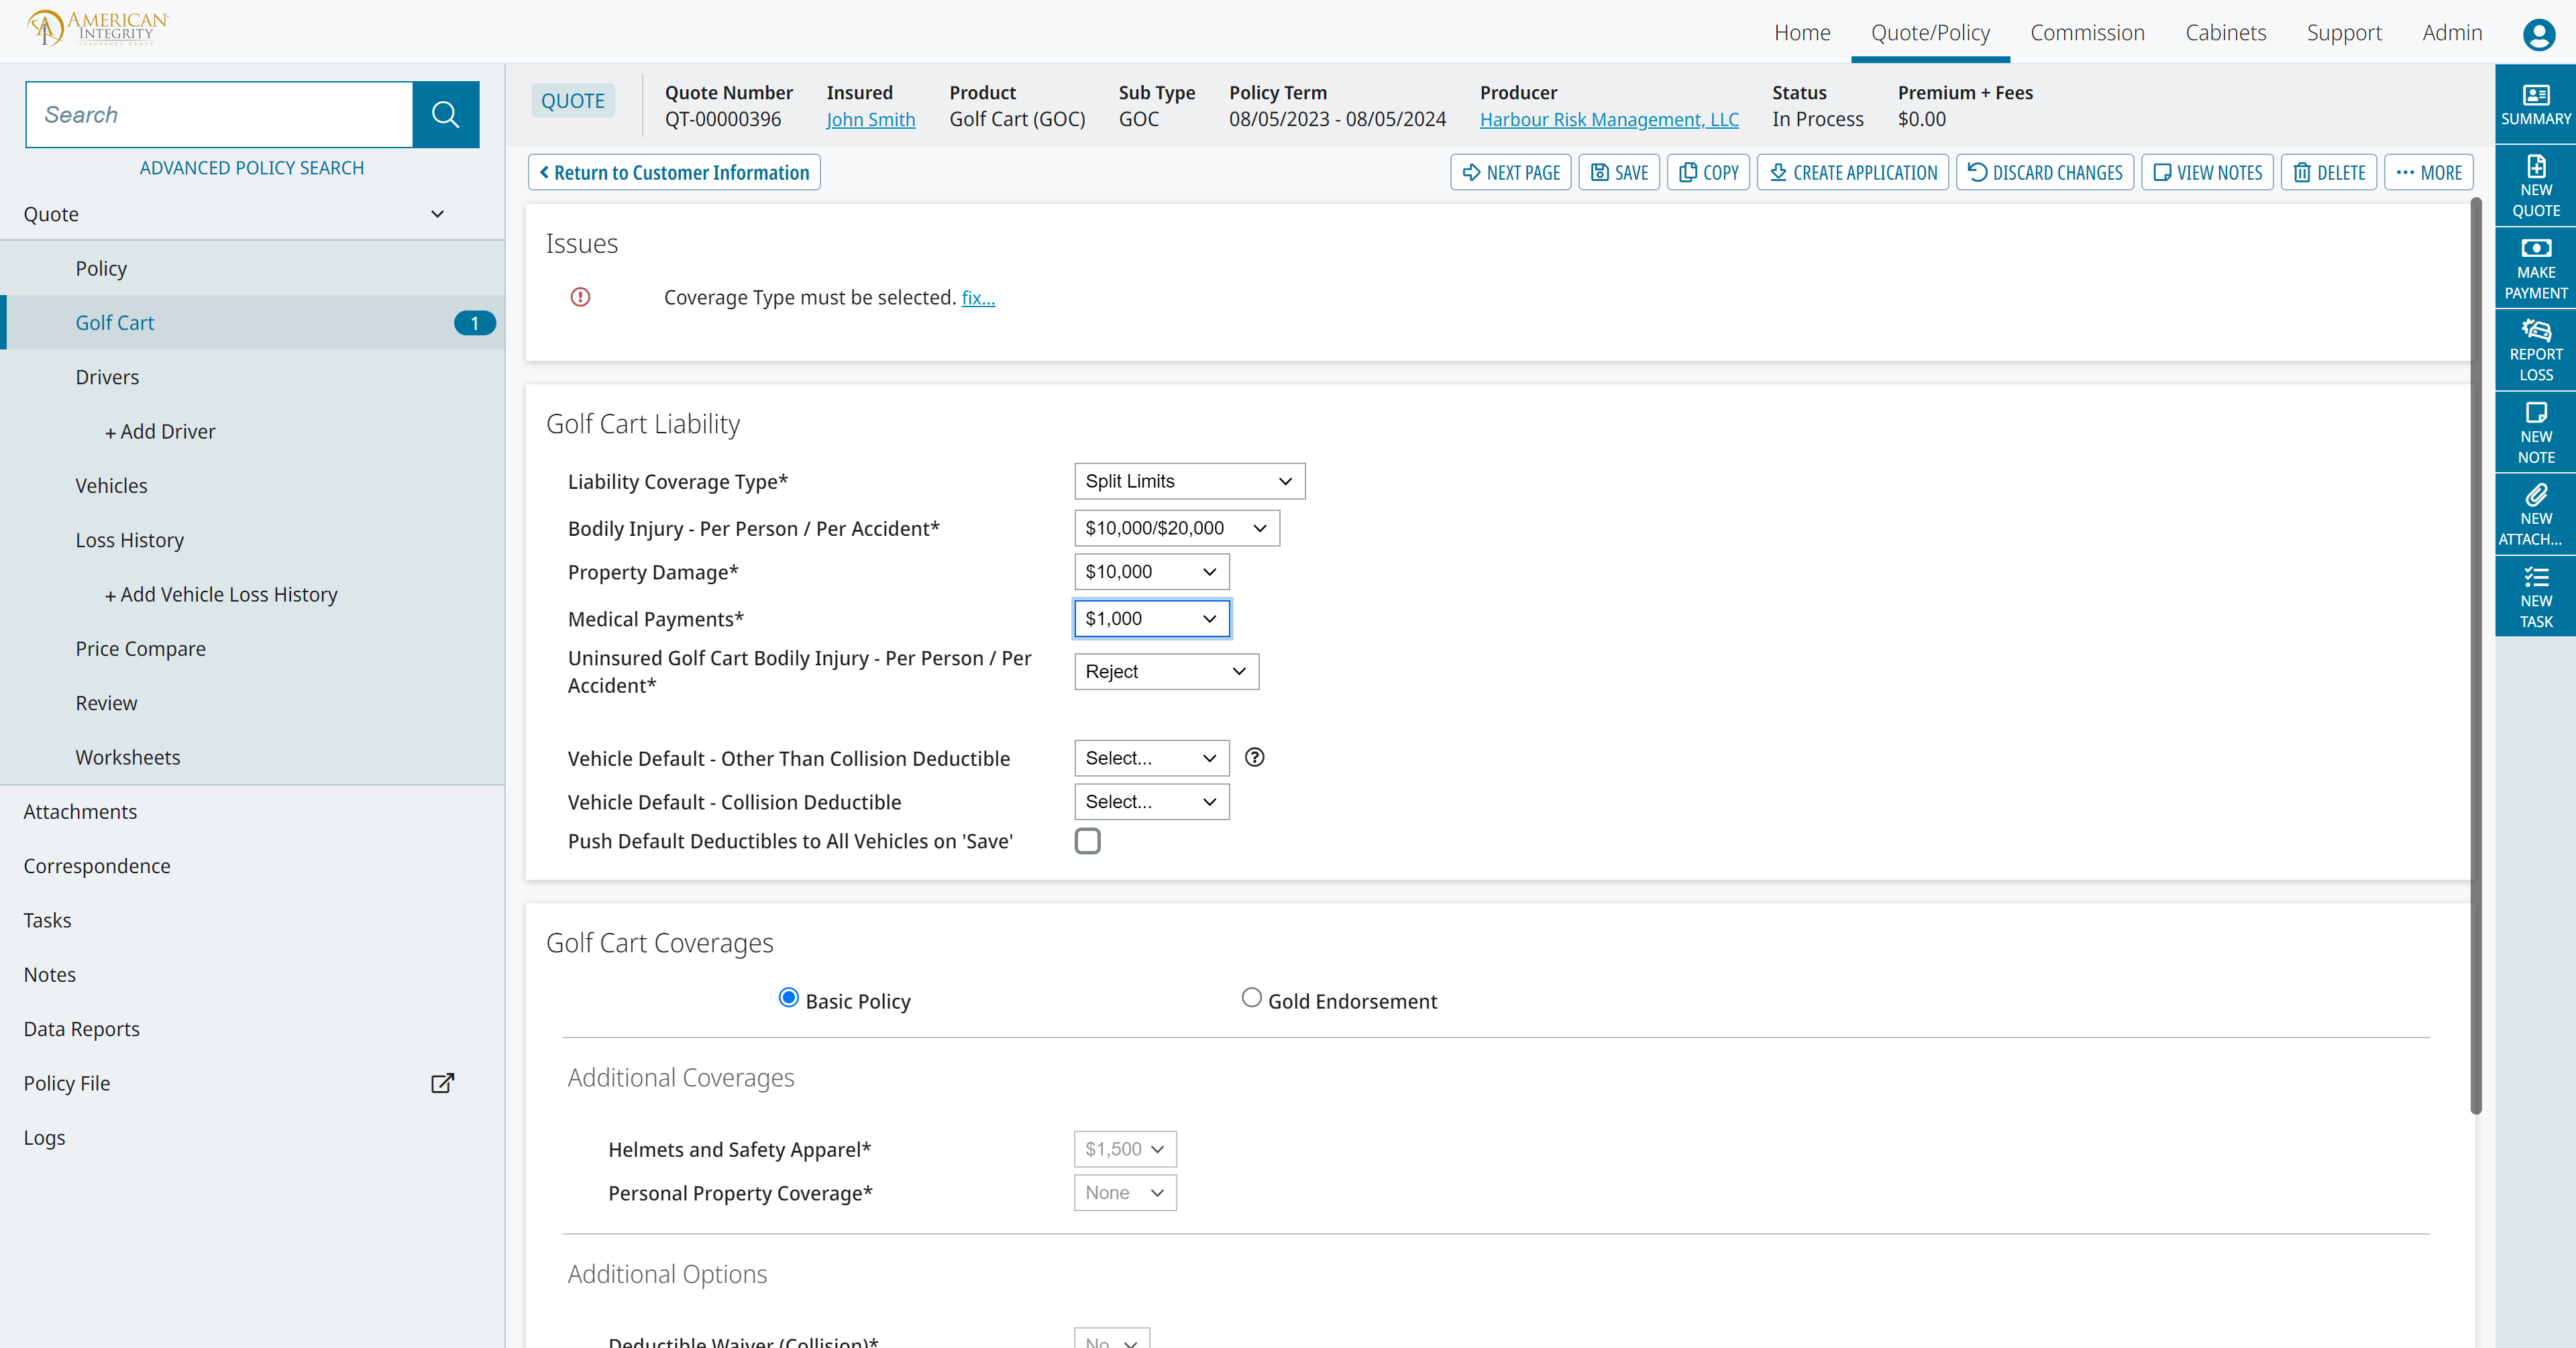 AMERICAN
INTEGRITY
INSURANCE GROUP
Home
Quote/Policy
Commission
Cabinets
Support
Admin
Search
ADVANCED POLICY SEARCH
Quote
Policy
Golf Cart 1
Drivers
+ Add Driver
Vehicles
Loss History
+ Add Vehicle Loss History
Price Compare
Review
Worksheets
Attachments
Correspondence
Tasks
Notes
Data Reports
Policy File
Logs
QUOTE
Quote Number
QT-00000396
Insured
John Smith
Product
Golf Cart (GOC)
Sub Type
GOC
Policy Term
08/05/2023 - 08/05/2024
Producer
Harbour Risk Management, LLC
Status
In Process
Premium + Fees
$0.00
Return to Customer Information
NEXT PAGE
SAVE
COPY
CREATE APPLICATION
DISCARD CHANGES
VIEW NOTES
DELETE
MORE
Issues
Coverage Type must be selected. fix...
Golf Cart Liability
Liability Coverage Type* Split Limits
Bodily Injury - Per Person / Per Accident* $10,000/$20,000
Property Damage* $10,000
Medical Payments* $1,000
Uninsured Golf Cart Bodily Injury - Per Person / Per
Accident* Reject
Vehicle Default - Other Than Collision Deductible Select...
Vehicle Default - Collision Deductible Select...
Push Default Deductibles to All Vehicles on 'Save'
Golf Cart Coverages
Basic Policy
Gold Endorsement
Additional Coverages
Helmets and Safety Apparel* $1,500
Personal Property Coverage* None
Additional Options
Deductible Waiver (Collision)* No
SUMMARY
NEW
QUOTE
MAKE
PAYMENT
REPORT
LOSS
NEW
NOTE
NEW
ATTACH...
NEW
TASK